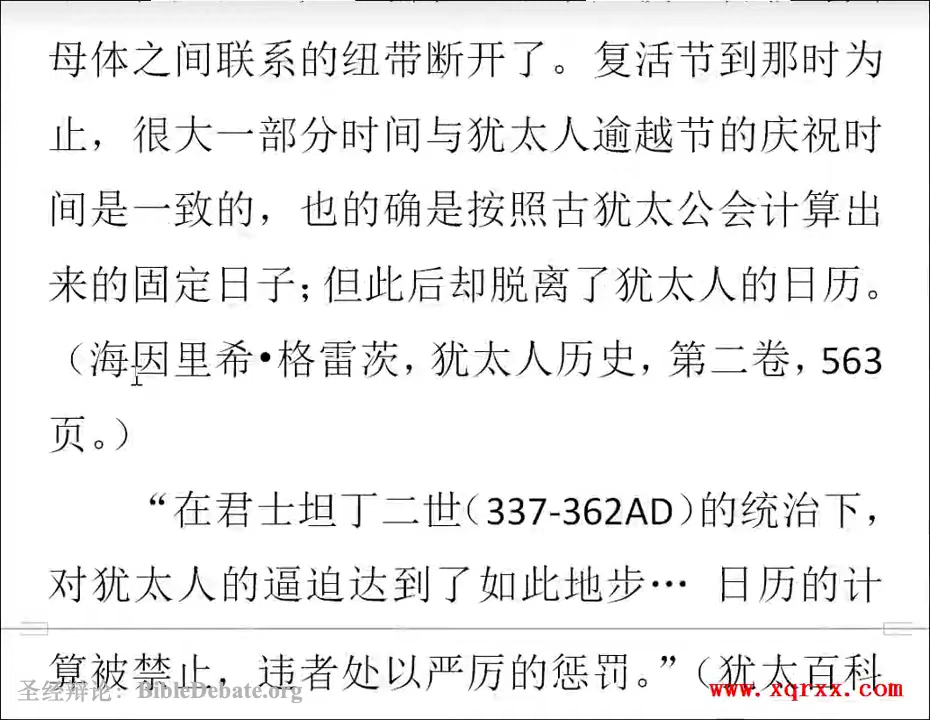 母体之间联系的纽带断开了。复活节到那时为
止，很大一部分时间与犹太人逾越节的庆祝时
间是一致的，也的确是按照古犹太公会计算出
来的固定日子；但此后却脱离了犹太人的日历。
（海因里希•格雷茨，犹太人历史，第二卷，563
页。）
“在君士坦丁二世（337-362AD）的统治下，
对犹太人的逼迫达到了如此地步… 日历的计
算被禁止，违者处以严厉的惩罚。”（犹太百科
圣经辩论：BibleDebate.org
www.xqrxx.com